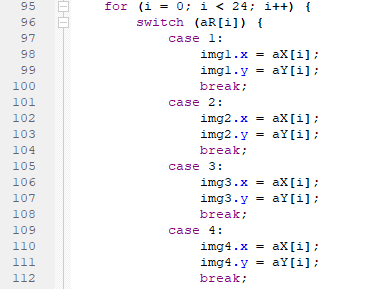 95 for (i = 0; i < 24; i++) {
96 switch (aR[i]) {
97 case 1:
98 img1.x = aX[i];
99 img1.y = aY[i];
100 break;
101 case 2:
102 img2.x = aX[i];
103 img2.y = aY[i];
104 break;
105 case 3:
106 img3.x = aX[i];
107 img3.y = aY[i];
108 break;
109 case 4:
110 img4.x = aX[i];
111 img4.y = aY[i];
112 break;